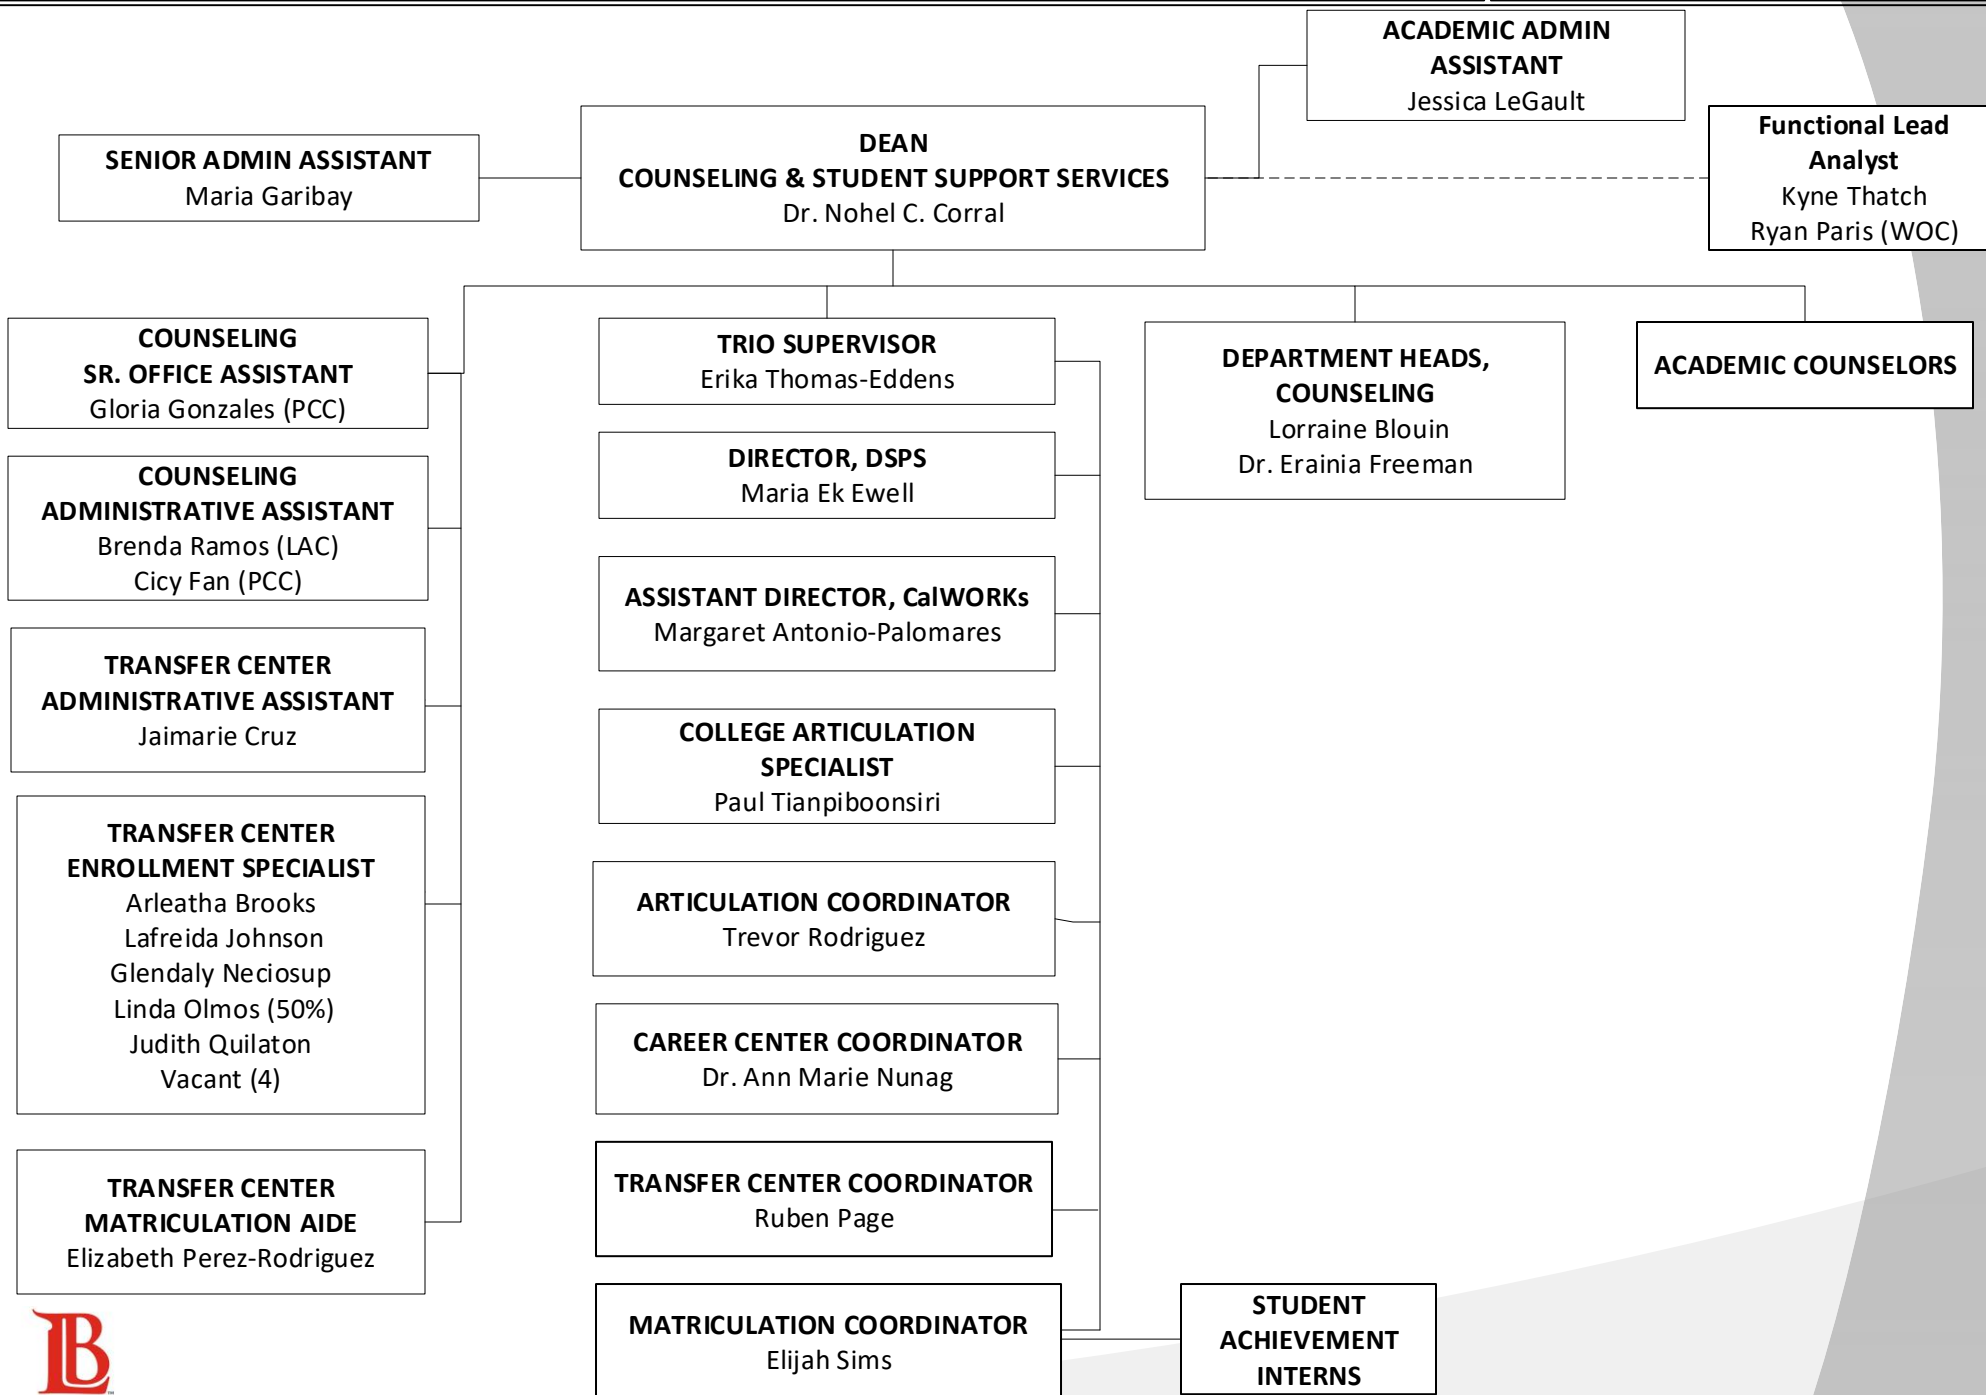 ACADEMIC ADMIN
ASSISTANT
Jessica LeGault
SENIOR ADMIN ASSISTANT
Maria Garibay
DEAN
COUNSELING & STUDENT SUPPORT SERVICES
Dr. Nohel C. Corral
Functional Lead
Analyst
Kyne Thatch
Ryan Paris (WOC)
COUNSELING
SR. OFFICE ASSISTANT
Gloria Gonzales (PCC)
COUNSELING
ADMINISTRATIVE ASSISTANT
Brenda Ramos (LAC)
Cicy Fan (PCC)
TRANSFER CENTER
ADMINISTRATIVE ASSISTANT
Jaimarie Cruz
TRANSFER CENTER
ENROLLMENT SPECIALIST
Arleatha Brooks
Lafreida Johnson
Glendaly Neciosup
Linda Olmos (50%)
Judith Quilaton
Vacant (4)
TRANSFER CENTER
MATRICULATION AIDE
Elizabeth Perez-Rodriguez
TRIO SUPERVISOR
Erika Thomas-Eddens
DIRECTOR, DSPS
Maria Ek Ewell
ASSISTANT DIRECTOR, CalWORKs
Margaret Antonio-Palomares
COLLEGE ARTICULATION
SPECIALIST
Paul Tianpiboonsiri
ARTICULATION COORDINATOR
Trevor Rodriguez
CAREER CENTER COORDINATOR
Dr. Ann Marie Nunag
TRANSFER CENTER COORDINATOR
Ruben Page
MATRICULATION COORDINATOR
Elijah Sims
STUDENT
ACHIEVEMENT
INTERNS
DEPARTMENT HEADS,
COUNSELING
Lorraine Blouin
Dr. Erainia Freeman
ACADEMIC COUNSELORS
LB